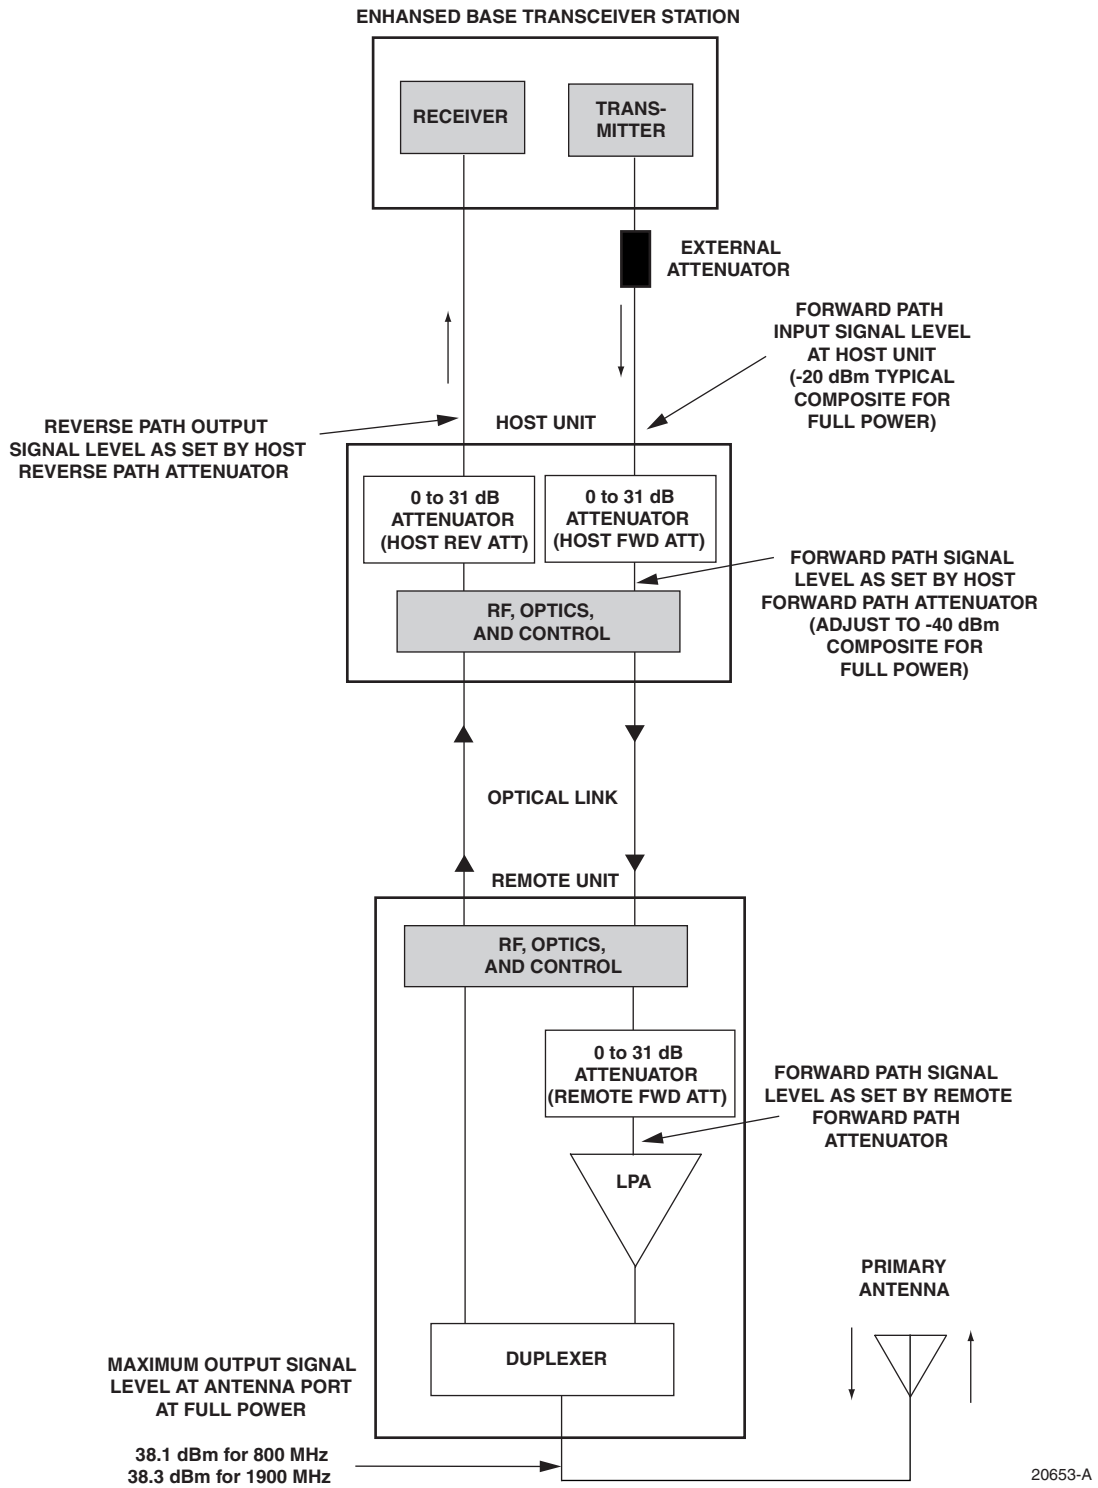 ENHANSED BASE TRANSCEIVER STATION
RECEIVER
TRANS-
MITTER
EXTERNAL
ATTENUATOR
FORWARD PATH
INPUT SIGNAL LEVEL
AT HOST UNIT
(-20 dBm TYPICAL
COMPOSITE FOR
FULL POWER)
REVERSE PATH OUTPUT
SIGNAL LEVEL AS SET BY HOST
REVERSE PATH ATTENUATOR
HOST UNIT
0 to 31 dB
ATTENUATOR
(HOST REV ATT)
0 to 31 dB
ATTENUATOR
(HOST FWD ATT)
FORWARD PATH SIGNAL
LEVEL AS SET BY HOST
FORWARD PATH ATTENUATOR
(ADJUST TO -40 dBm
COMPOSITE FOR
FULL POWER)
RF, OPTICS,
AND CONTROL
OPTICAL LINK
REMOTE UNIT
RF, OPTICS,
AND CONTROL
0 to 31 dB
ATTENUATOR
(REMOTE FWD ATT)
FORWARD PATH SIGNAL
LEVEL AS SET BY REMOTE
FORWARD PATH
ATTENUATOR
LPA
PRIMARY
ANTENNA
DUPLEXER
MAXIMUM OUTPUT SIGNAL
LEVEL AT ANTENNA PORT
AT FULL POWER
38.1 dBm for 800 MHz
38.3 dBm for 1900 MHz
20653-A